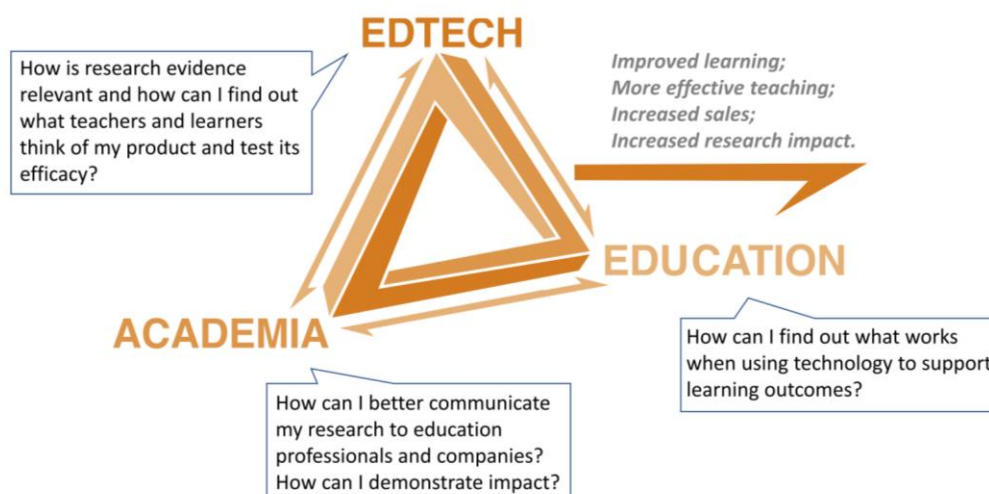 EDTECH
How is research evidence
relevant and how can I find out
what teachers and learners
think of my product and test its
efficacy?
Improved learning;
More effective teaching;
Increased sales;
Increased research impact.
EDUCATION
ACADEMIA
How can I find out what works
when using technology to support
learning outcomes?
How can I better communicate
my research to education
professionals and companies?
How can I demonstrate impact?